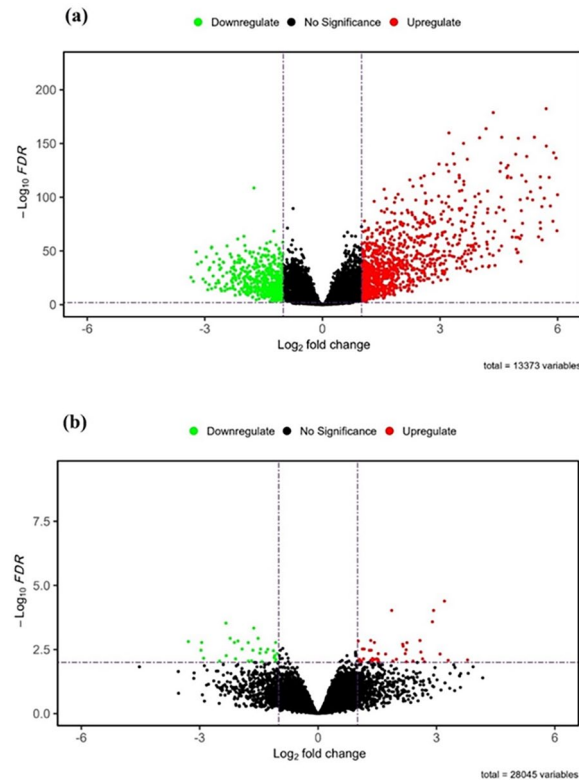 (a)
Downregulate No Significance Upregulate
200
150
100
50
0
− Log10 FDR
-6 -3 0 3 6
Log2 fold change
total = 13373 variables
(b)
Downregulate No Significance Upregulate
7.5
5.0
2.5
0.0
− Log10 FDR
-6 -3 0 3 6
Log2 fold change
total = 28045 variables